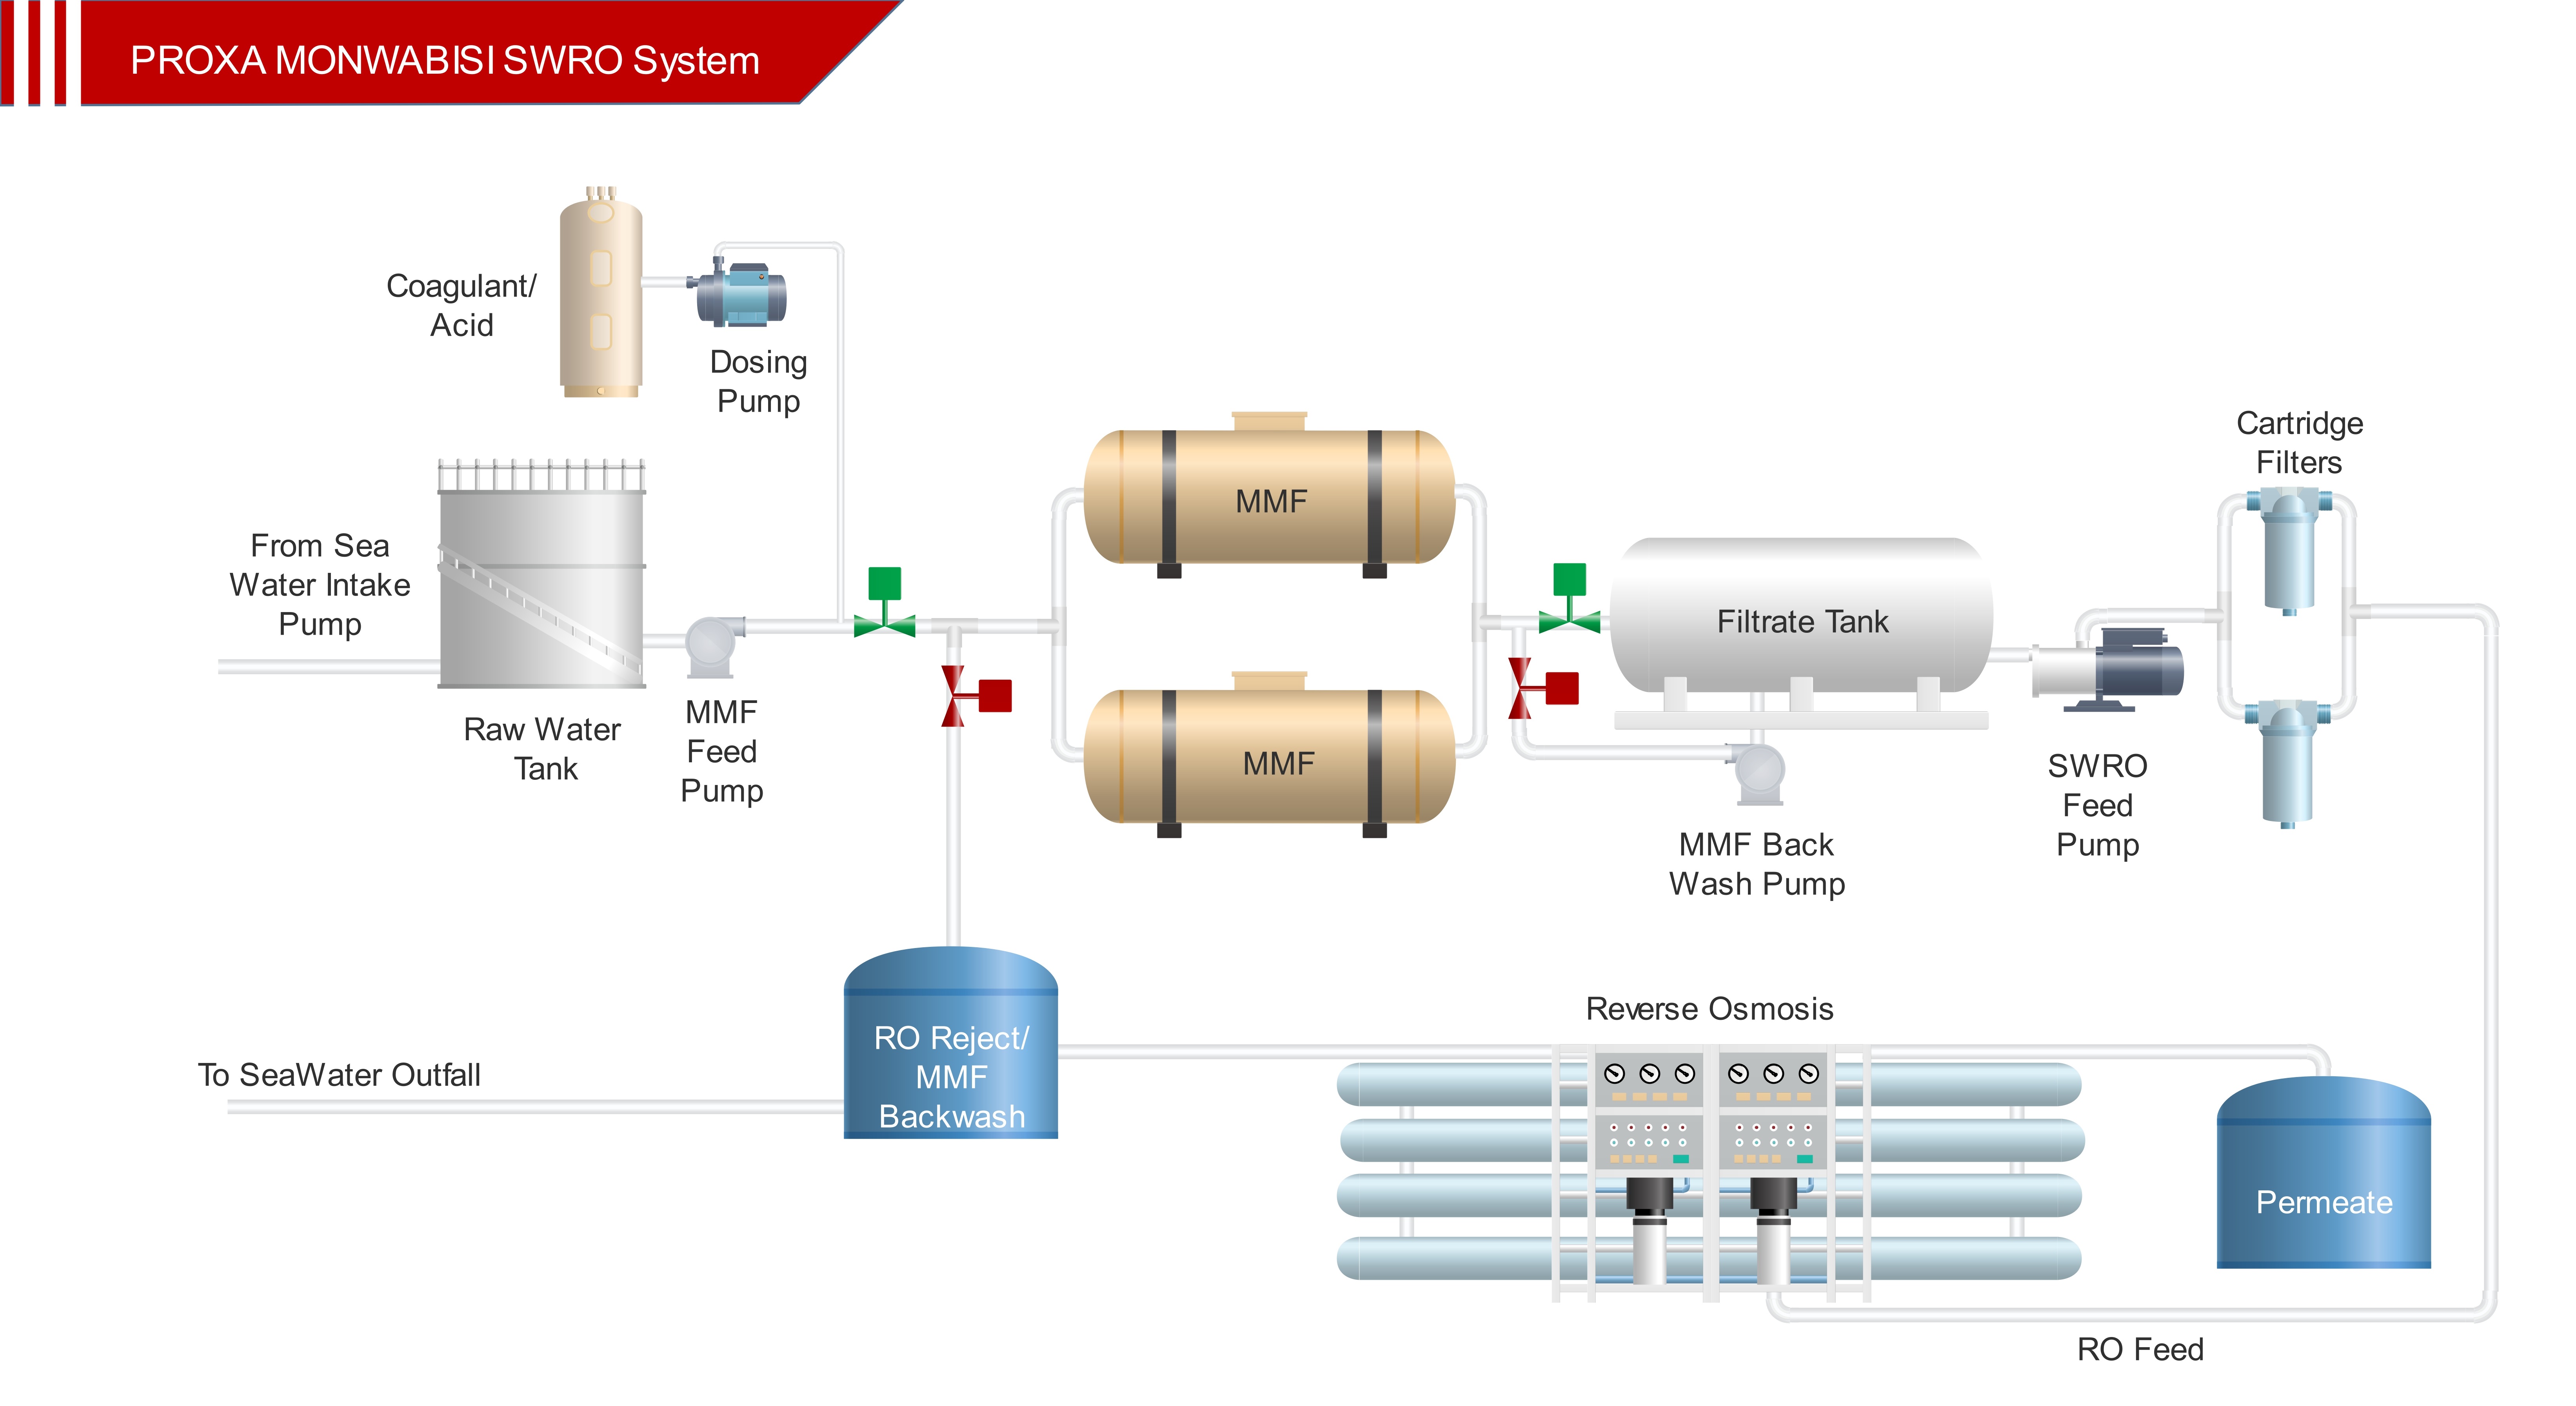 PROXA MONWABISI SWRO System
Coagulant/
Acid
Dosing
Pump
From Sea
Water Intake
Pump
Raw Water
Tank
MMF
Feed
Pump
MMF
MMF
Filtrate Tank
MMF Back
Wash Pump
SWRO
Feed
Pump
Cartridge
Filters
To SeaWater Outfall
RO Reject/
MMF
Backwash
Reverse Osmosis
Permeate
RO Feed